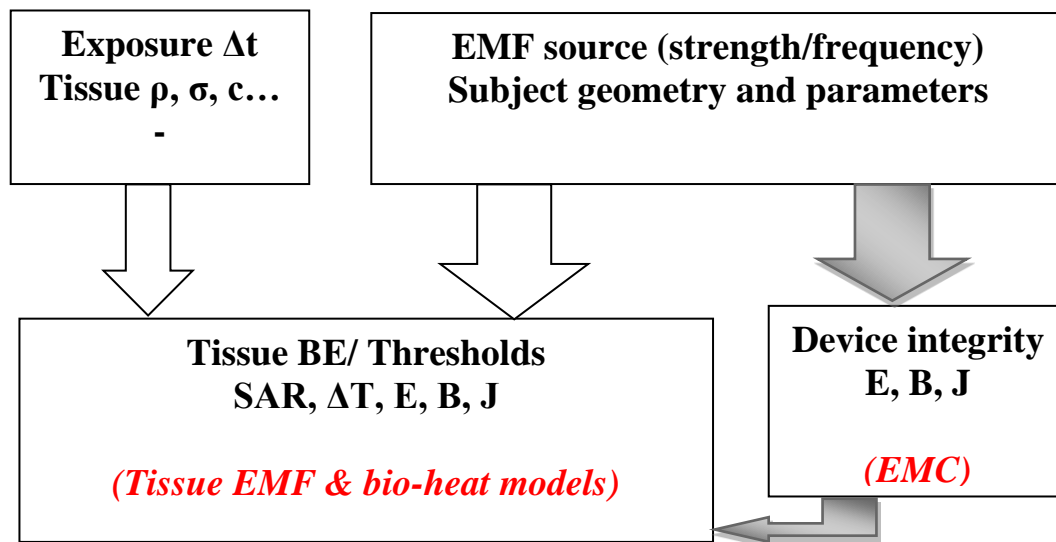 Exposure Δt
Tissue ρ, σ, c…
-
EMF source (strength/frequency)
Subject geometry and parameters
Tissue BE/ Thresholds
SAR, ΔT, E, B, J
(Tissue EMF & bio-heat models)
Device integrity
E, B, J
(EMC)